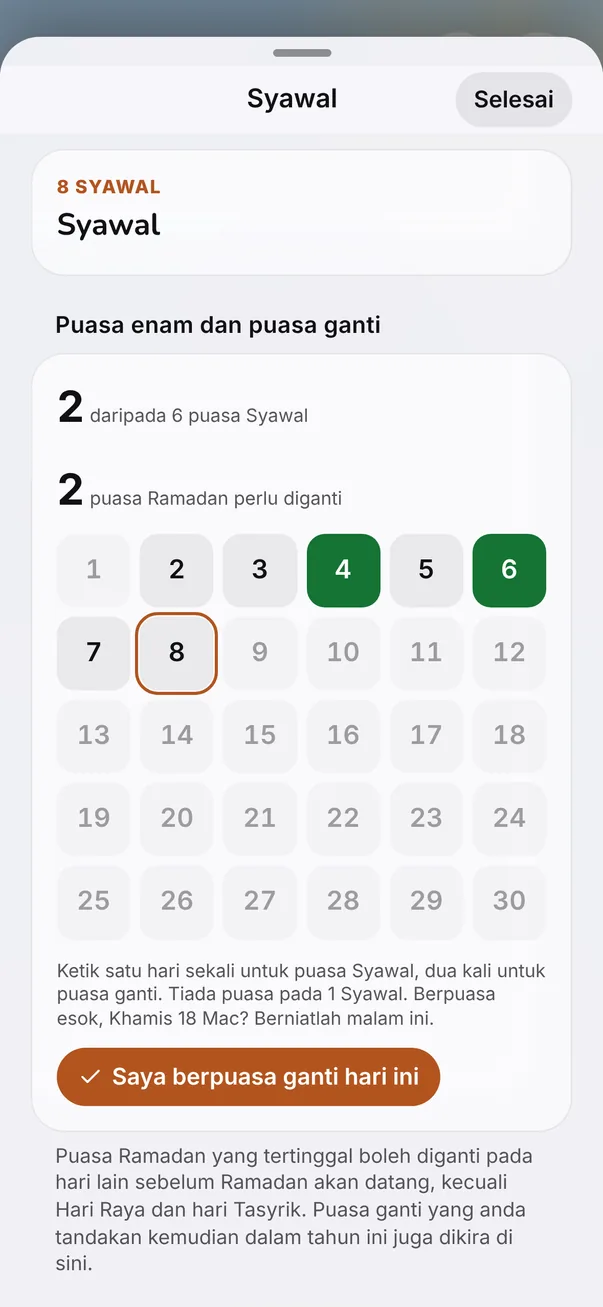 Syawal
Selesai
8 SYAWAL
Syawal
Puasa enam dan puasa ganti
2 daripada 6 puasa Syawal
2 puasa Ramadan perlu diganti
1 2 3 4 5 6
7 8 9 10 11 12
13 14 15 16 17 18
19 20 21 22 23 24
25 26 27 28 29 30
Ketik satu hari sekali untuk puasa Syawal, dua kali untuk
puasa ganti. Tiada puasa pada 1 Syawal. Berpuasa
esok, Khamis 18 Mac? Berniatlah malam ini.
Saya berpuasa ganti hari ini
Puasa Ramadan yang tertinggal boleh diganti pada
hari lain sebelum Ramadan akan datang, kecuali
Hari Raya dan hari Tasyrik. Puasa ganti yang anda
tandakan kemudian dalam tahun ini juga dikira di
sini.